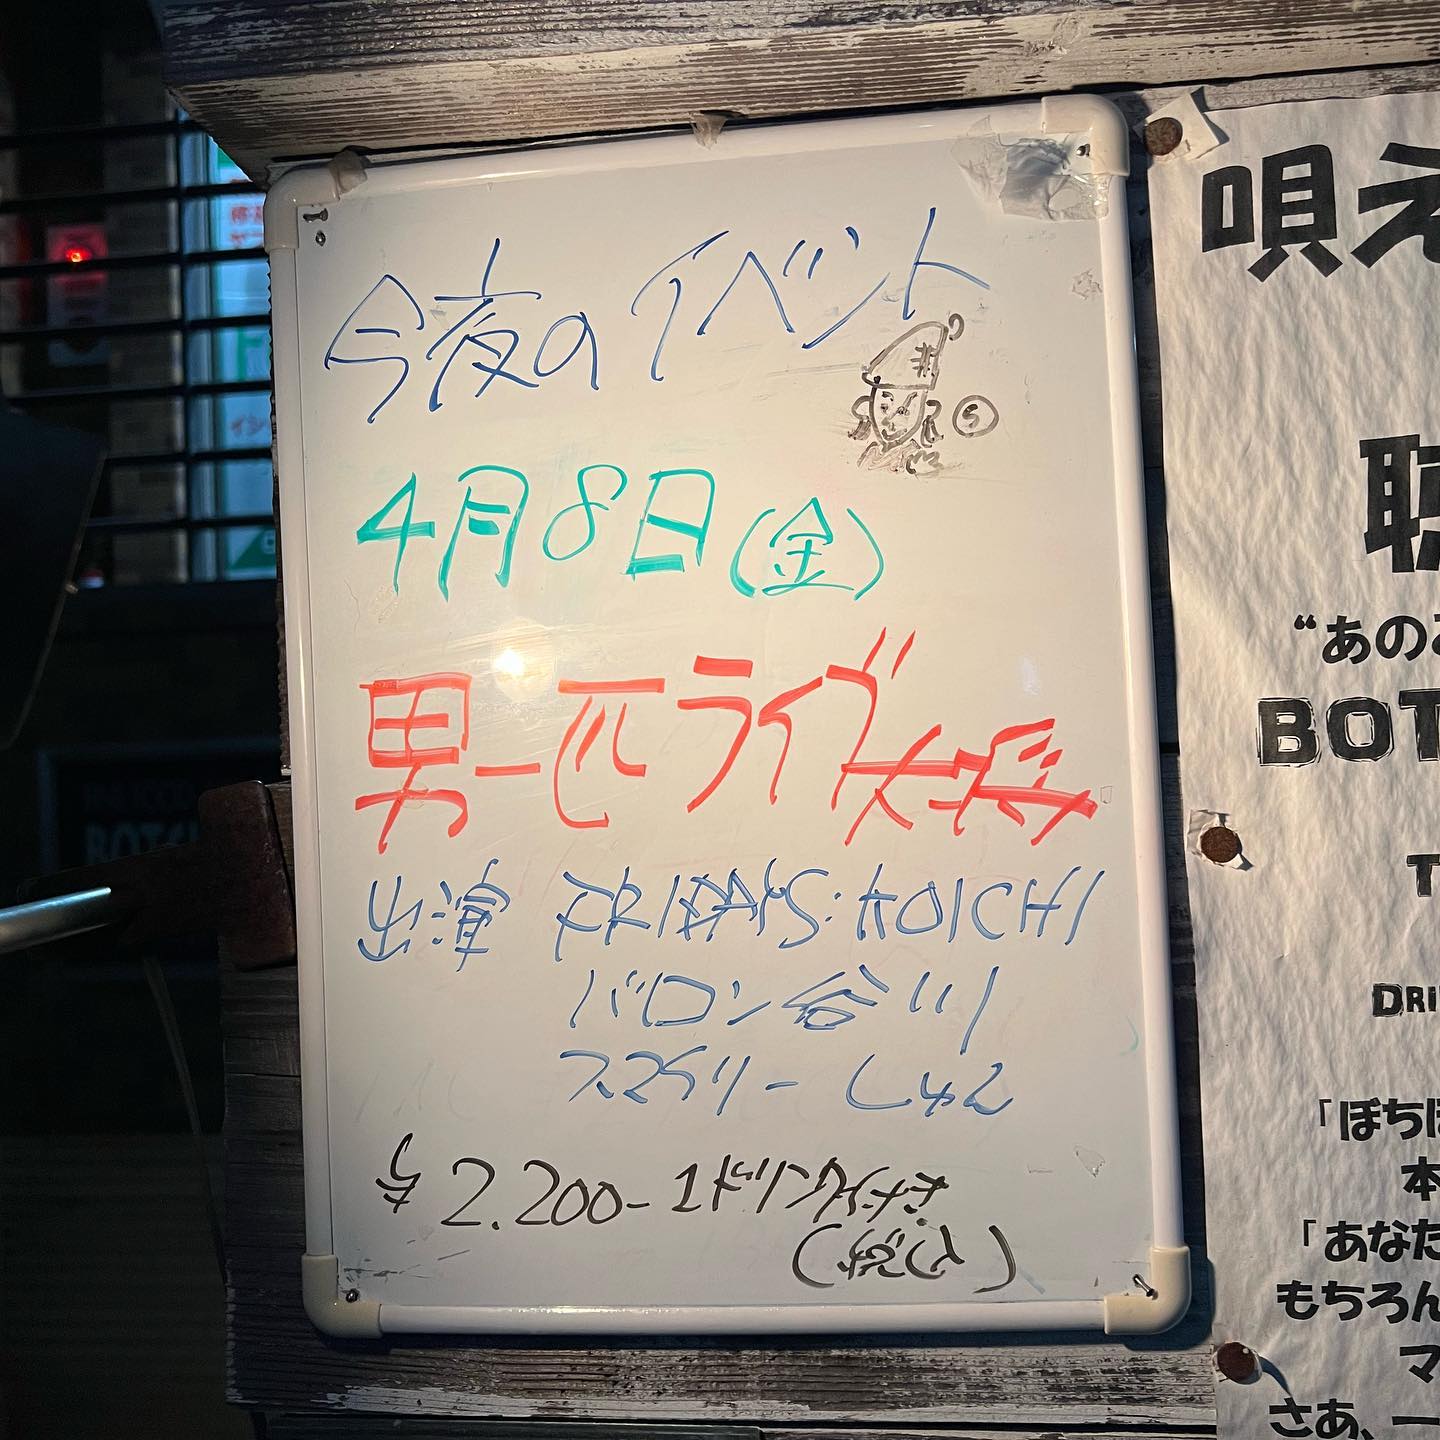 今夜のイベント
4月8日(金)
男一匹ライブ
出演 FRIDAYS:KOICHI
バロン谷川
スマイリーしゅん
¥2.200-1ドリンク付き
(税込)
唄え
聴
“あの
BOT
T
DRI
「ぼちぼ
本
「あなた
もちろん
マ
さあ、一